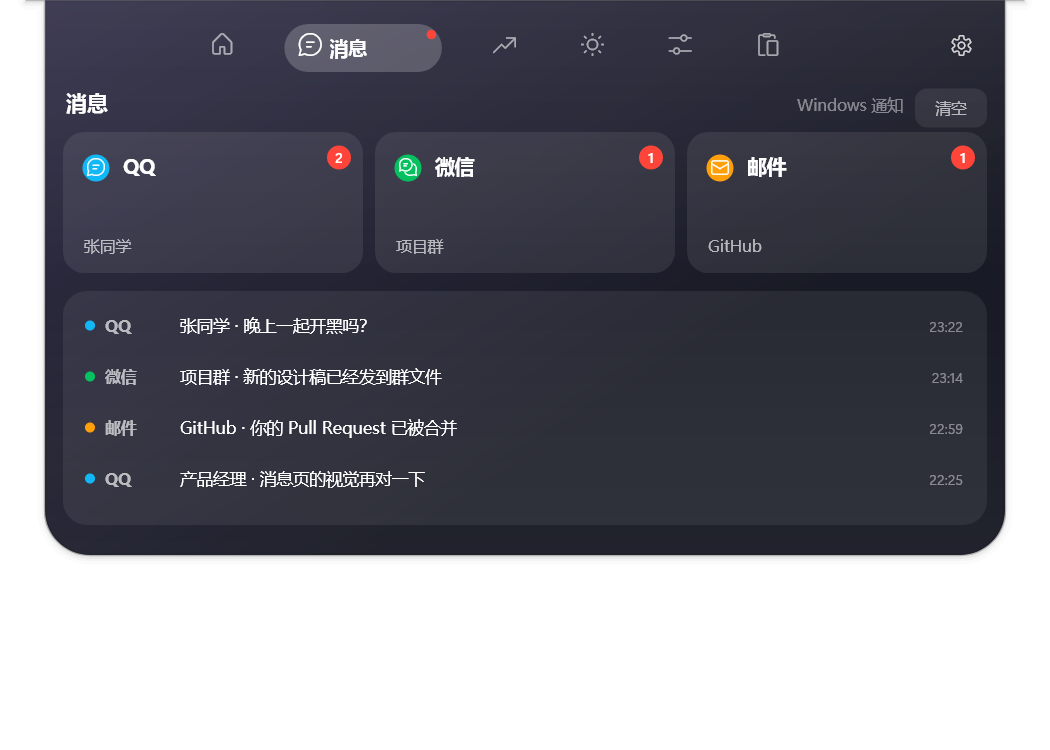 消息
消息
Windows 通知
清空
QQ
2
微信
1
邮件
1
张同学
项目群
GitHub
QQ 张同学 · 晚上一起开黑吗? 23:22
微信 项目群 · 新的设计稿已经发到群文件 23:14
邮件 GitHub · 你的 Pull Request 已被合并 22:59
QQ 产品经理 · 消息页的视觉再对一下 22:25